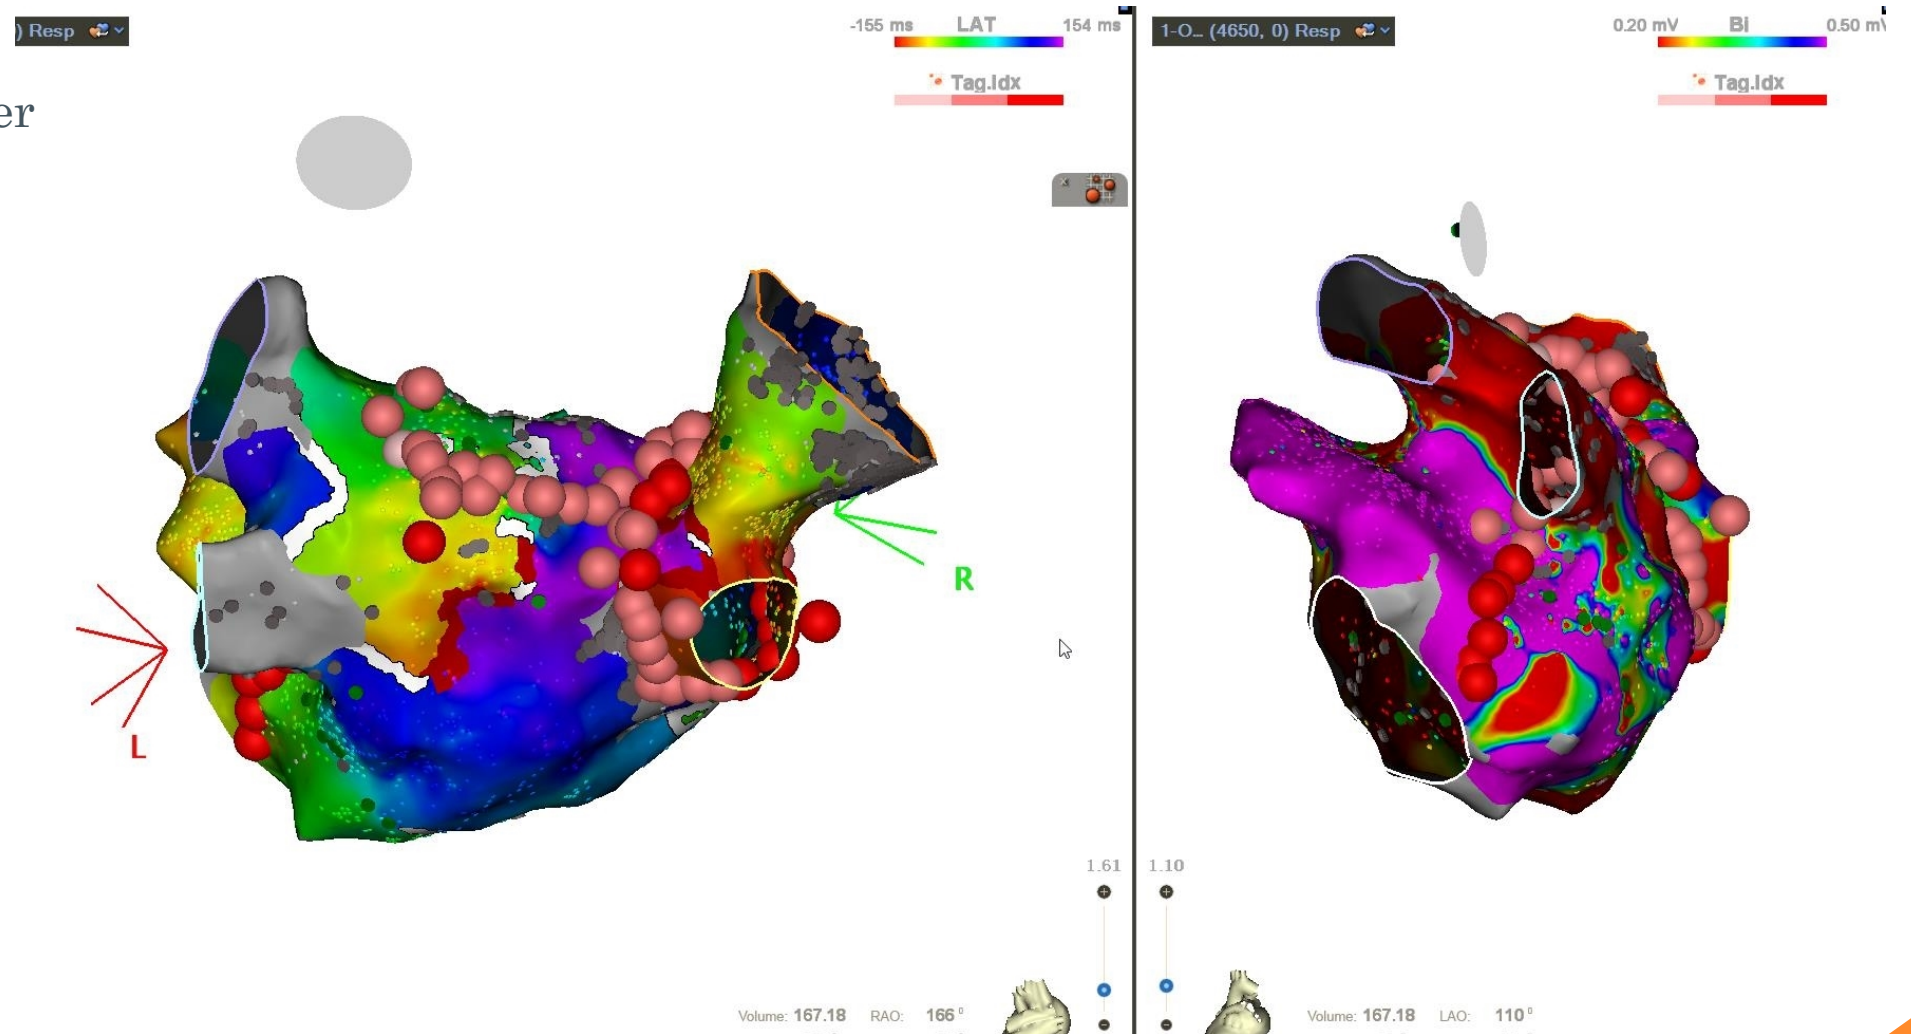 ) Resp
-155 ms LAT 154 ms
Tag.Idx
er
R
L
1.61
Volume: 167.18 RAO: 166°
1-O... (4650, 0) Resp
0.20 mV Bi 0.50 mV
Tag.Idx
1.10
Volume: 167.18 LAO: 110°